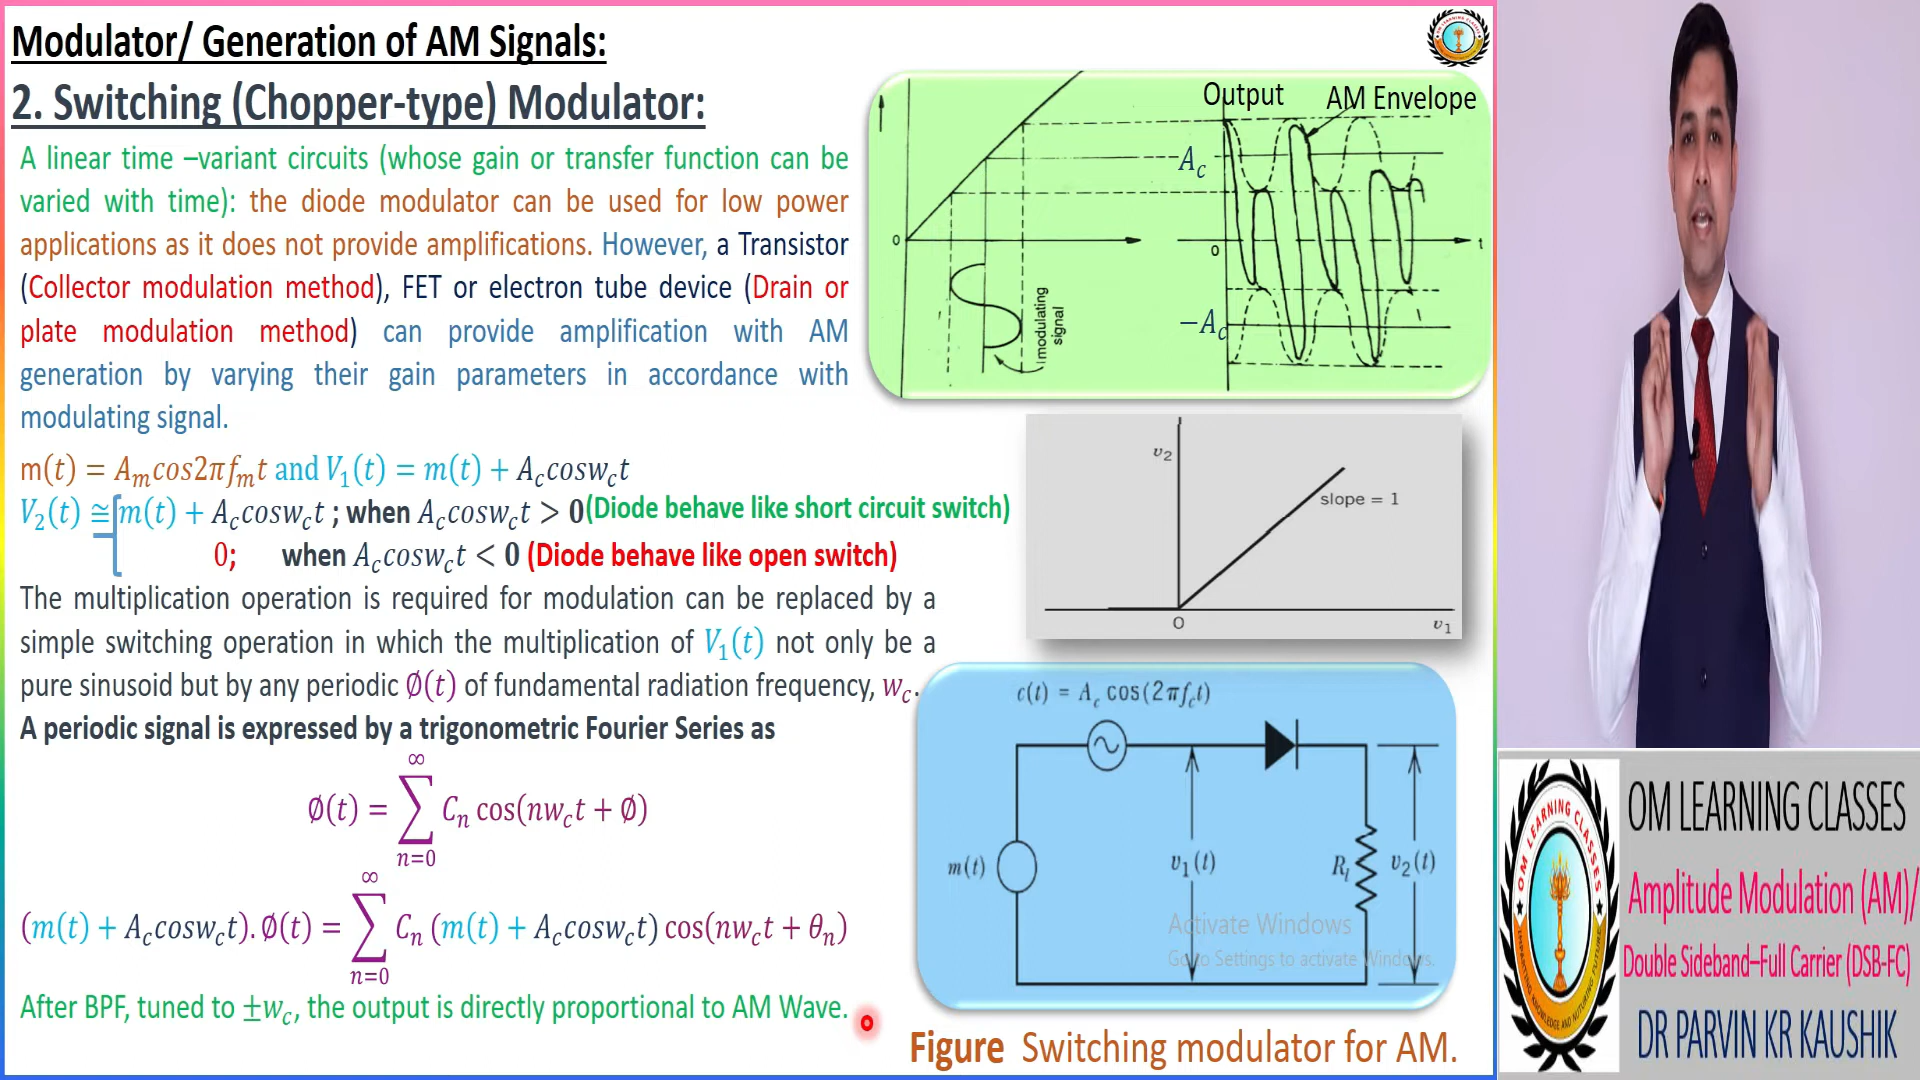 Modulator/ Generation of AM Signals:
2. Switching (Chopper-type) Modulator:
A linear time –variant circuits (whose gain or transfer function can be
varied with time): the diode modulator can be used for low power
applications as it does not provide amplifications. However, a Transistor
(Collector modulation method), FET or electron tube device (Drain or
plate modulation method) can provide amplification with AM
generation by varying their gain parameters in accordance with
modulating signal.
m(t) = A_m cos2πf_m t and V_1(t) = m(t) + A_c cosw_c t
V_2(t) ≅ m(t) + A_c cosw_c t ; when A_c cosw_c t > 0 (Diode behave like short circuit switch)
0; when A_c cosw_c t < 0 (Diode behave like open switch)
The multiplication operation is required for modulation can be replaced by a
simple switching operation in which the multiplication of V_1(t) not only be a
pure sinusoid but by any periodic ∅(t) of fundamental radiation frequency, w_c.
A periodic signal is expressed by a trigonometric Fourier Series as
∅(t) = ∑_{n=0}^{∞} C_n cos(nw_c t + ∅)
(m(t) + A_c cosw_c t).∅(t) = ∑_{n=0}^{∞} C_n (m(t) + A_c cosw_c t) cos(nw_c t + θ_n)
After BPF, tuned to ±w_c, the output is directly proportional to AM Wave.
Output
AM Envelope
A_c
0
0
t
−A_c
modulating
signal
v_2
slope = 1
0
v_1
c(t) = A_c cos(2πf_c t)
m(t)
v_1(t)
R_l
v_2(t)
Activate Windows
Go to Settings to activate Windows.
Figure Switching modulator for AM.
OM LEARNING CLASSES
OM LEARNING CLASSES
Amplitude Modulation (AM)/
Double Sideband–Full Carrier (DSB-FC)
DR PARVIN KR KAUSHIK